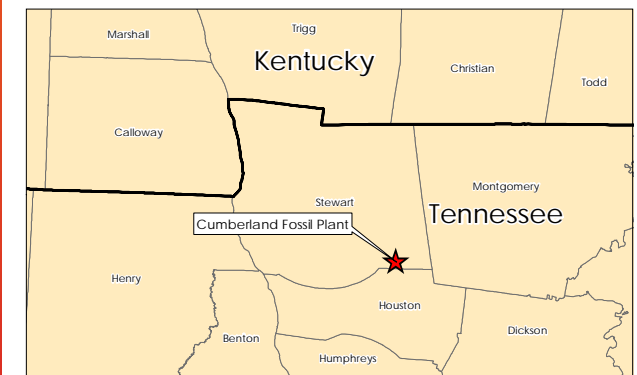 Marshall
Trigg
Kentucky
Christian
Todd
Calloway
Stewart
Montgomery
Tennessee
Cumberland Fossil Plant
Henry
Houston
Benton
Dickson
Humphreys